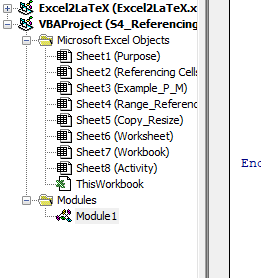 Excel2LaTeX (Excel2LaTeX.x
VBAProject (S4_Referencing
Microsoft Excel Objects
Sheet1 (Purpose)
Sheet2 (Referencing Cells
Sheet3 (Example_P_M)
Sheet4 (Range_Reference
Sheet5 (Copy_Resize)
Sheet6 (Worksheet)
Sheet7 (Workbook)
Sheet8 (Activity)
ThisWorkbook
Modules
Module1
Enc